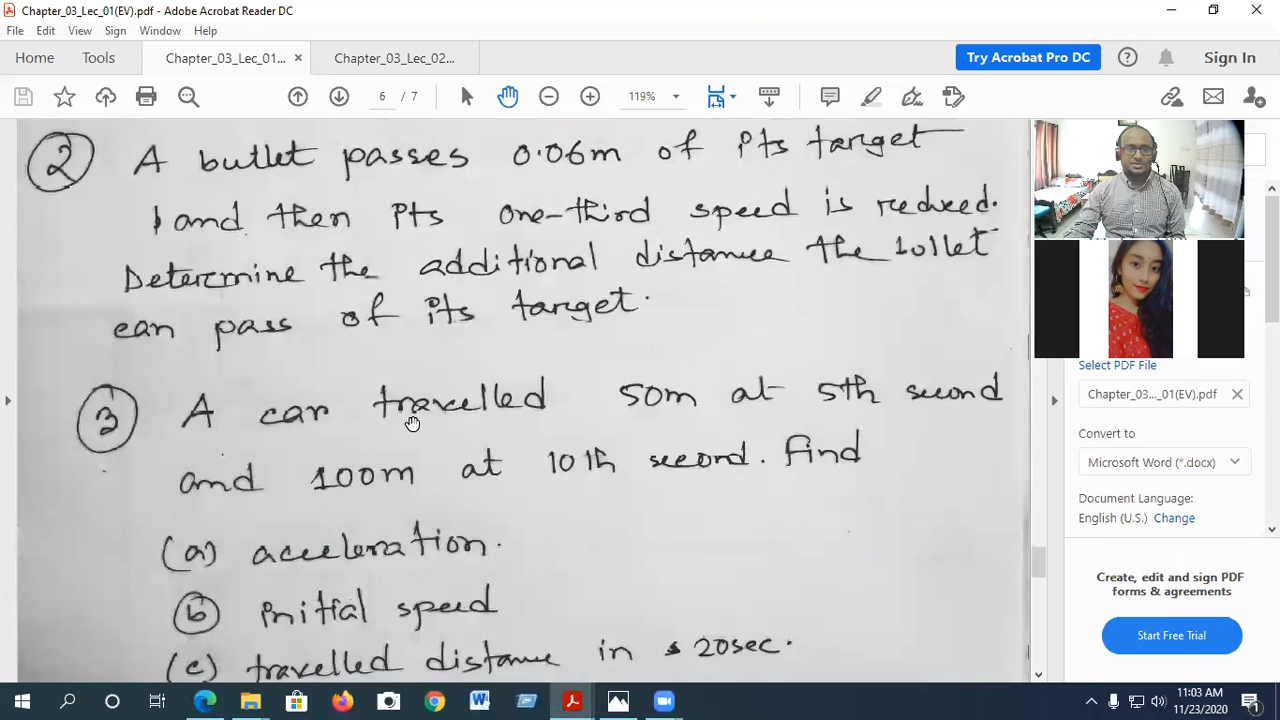 Chapter_03_Lec_01(EV).pdf - Adobe Acrobat Reader DC
File Edit View Sign Window Help
Home Tools Chapter_03_Lec_01... × Chapter_03_Lec_02... Try Acrobat Pro DC Sign In
6 / 7 119%
2 A bullet passes 0.06m of its target
and then its one-third speed is reduced.
Determine the additional distance the bullet
can pass of its target.
3 A car travelled 50m at 5th second
and 100m at 10th second. Find
(a) acceleration.
(b) initial speed
(c) travelled distance in 20sec.
Select PDF File
Chapter_03..._01(EV).pdf
Convert to
Microsoft Word (*.docx)
Document Language:
English (U.S.) Change
Create, edit and sign PDF
forms & agreements
Start Free Trial
11:03 AM
11/23/2020